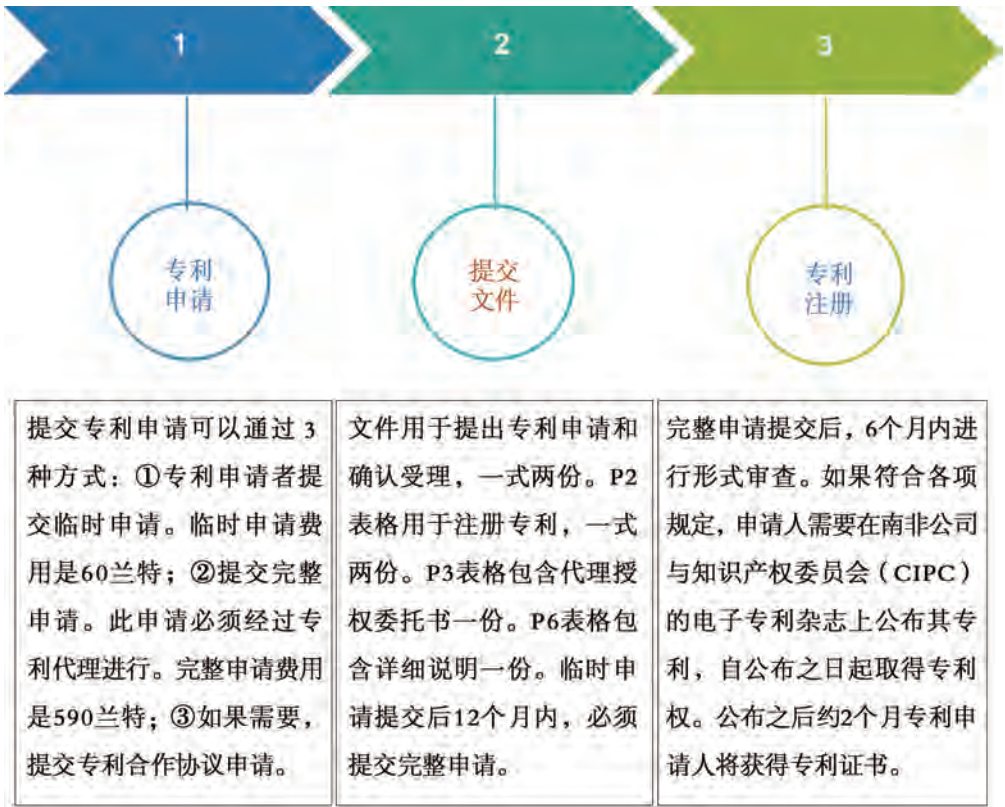 1
2
3
专利
申请
提交
文件
专利
注册
提交专利申请可以通过 3
种方式：①专利申请者提
交临时申请。临时申请费
用是60兰特；②提交完整
申请。此申请必须经过专
利代理进行。完整申请费用
是590兰特；③如果需要，
提交专利合作协议申请。
文件用于提出专利申请和
确认受理，一式两份。P2
表格用于注册专利，一式
两份。P3表格包含代理授
权委托书一份。P6表格包
含详细说明一份。临时申
请提交后12个月内，必须
提交完整申请。
完整申请提交后，6个月内进
行形式审查。如果符合各项
规定，申请人需要在南非公司
与知识产权委员会（CIPC）
的电子专利杂志上公布其专
利，自公布之日起取得专利
权。公布之后约2个月专利申
请人将获得专利证书。